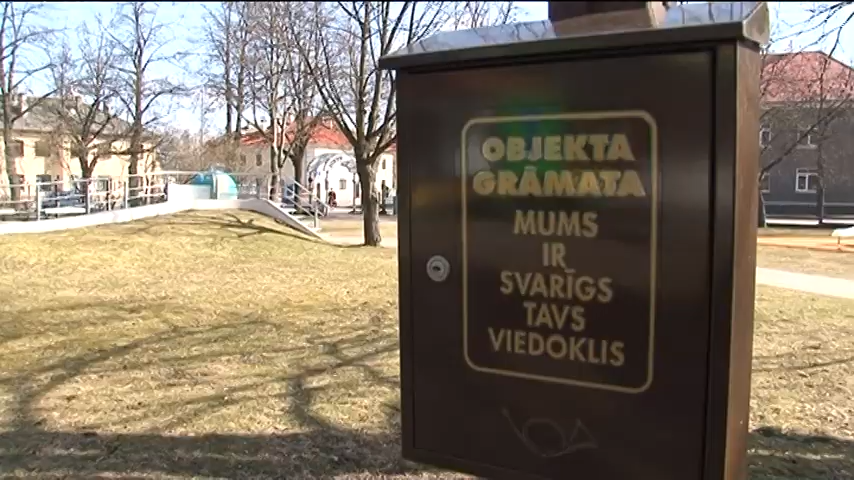 OBJEKTA
GRĀMATA
MUMS
IR
SVARĪGS
TAVS
VIEDOKLIS